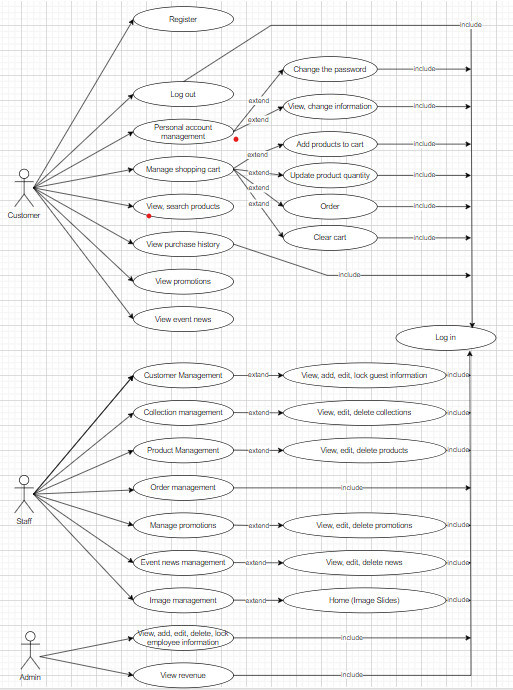 Register
include
Change the password
include
Log out
extend
View, change information
include
extend
Personal account
management
Add products to cart
include
extend
Manage shopping cart
extend
Update product quantity
include
extend
View, search products
extend
Order
include
Customer
Clear cart
include
View purchase history
include
View promotions
View event news
Log in
Customer Management
extend
View, add, edit, lock guest information
include
Collection management
extend
View, edit, delete collections
include
Product Management
extend
View, edit, delete products
include
Order management
include
Staff
Manage promotions
extend
View, edit, delete promotions
include
Event news management
extend
View, edit, delete news
include
Image management
extend
Home (Image Slides)
include
View, add, edit, delete, lock
employee information
include
Admin
View revenue
include